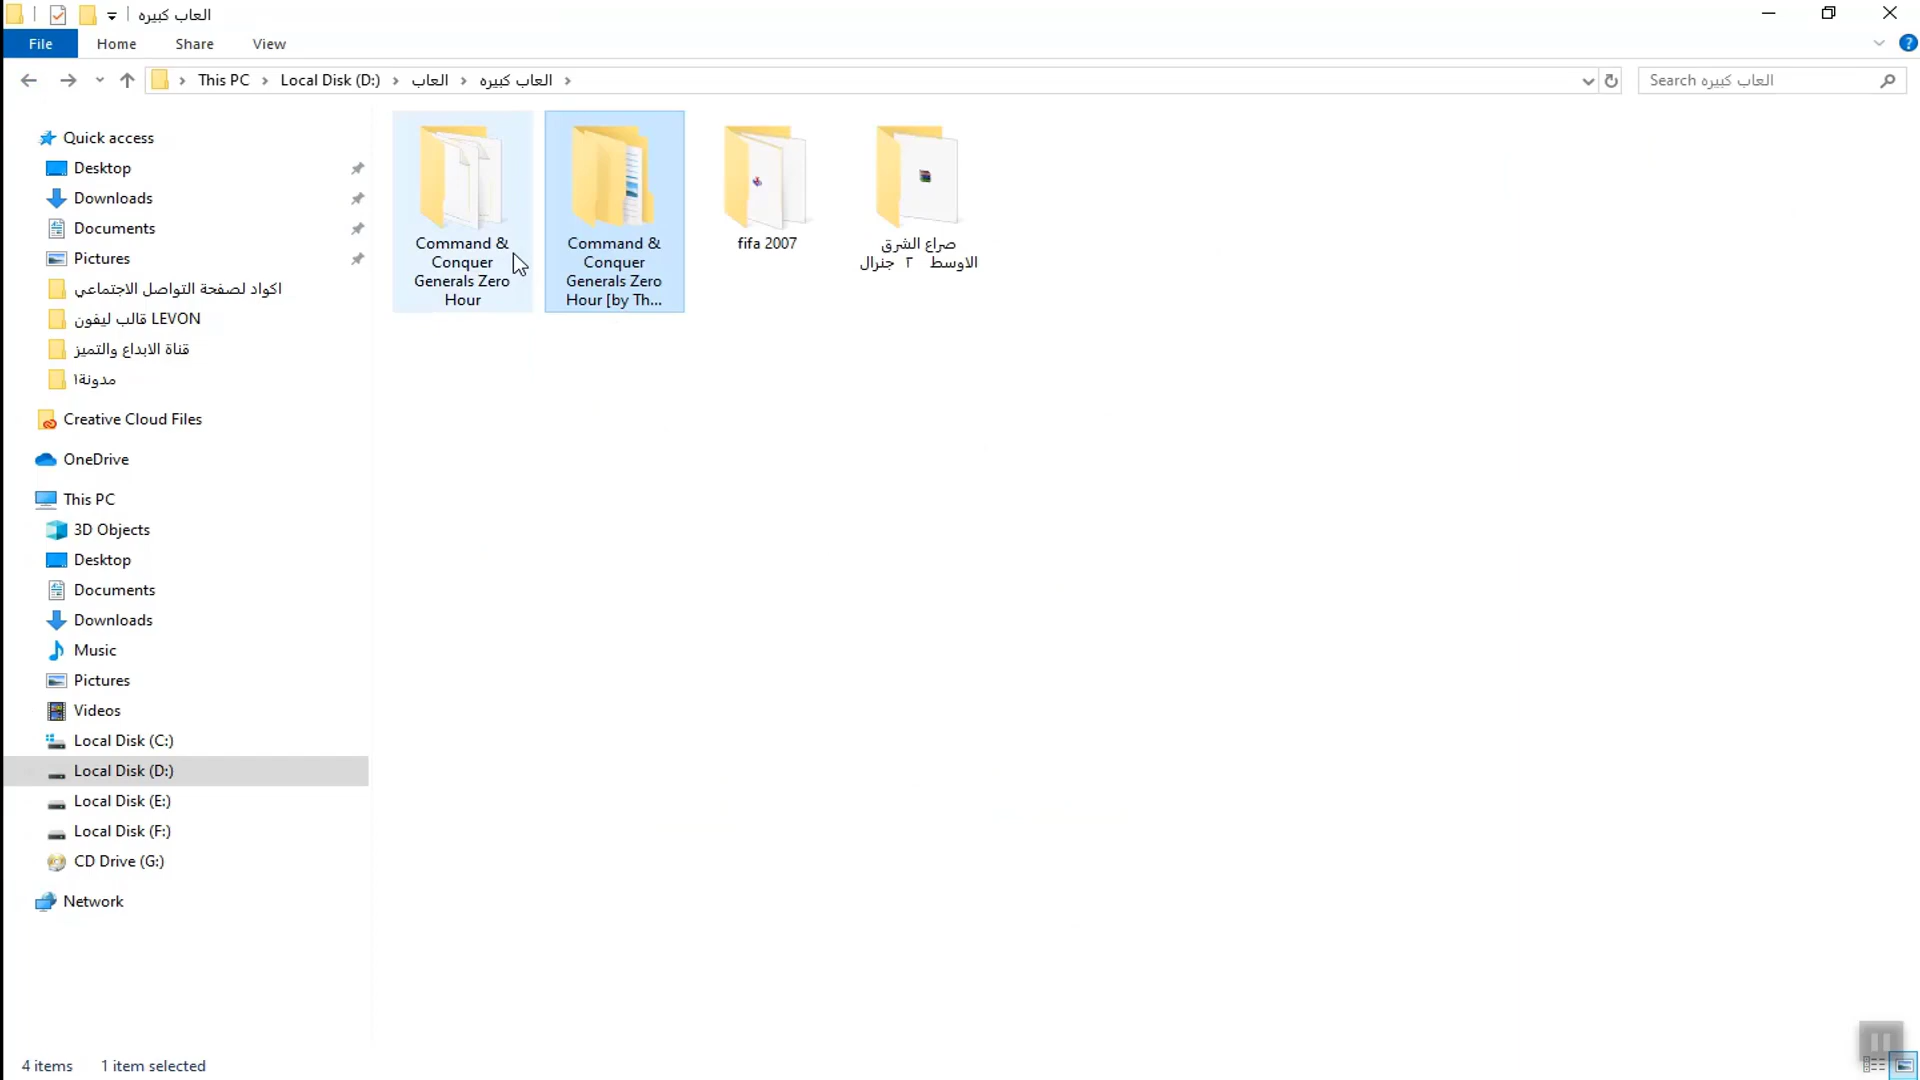 العاب كبيره
File
Home
Share
View
This PC
Local Disk (D:)
العاب
العاب كبيره
Search العاب كبيره
Quick access
Desktop
Downloads
Documents
Pictures
اكواد لصفحة التواصل الاجتماعي
LEVON قالب ليفون
قناة الابداع والتميز
مدونة١
Creative Cloud Files
OneDrive
This PC
3D Objects
Desktop
Documents
Downloads
Music
Pictures
Videos
Local Disk (C:)
Local Disk (D:)
Local Disk (E:)
Local Disk (F:)
CD Drive (G:)
Network
Command &
Conquer
Generals Zero
Hour
Command &
Conquer
Generals Zero
Hour [by Th...
fifa 2007
صراع الشرق
الاوسط ٢ جنرال
4 items
1 item selected